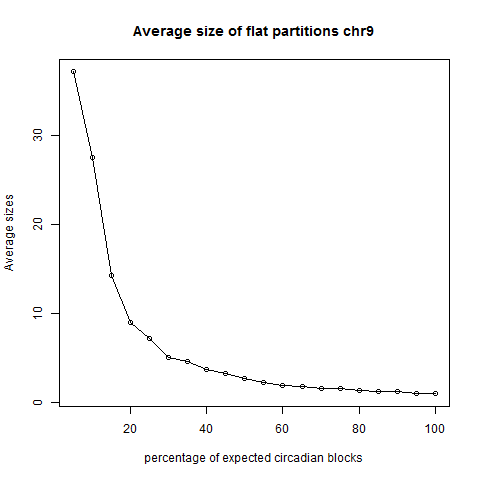 Average size of flat partitions chr9
Average sizes
30
20
10
0
20 40 60 80 100
percentage of expected circadian blocks